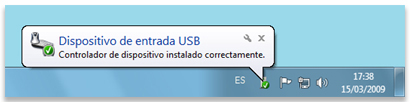 Dispositivo de entrada USB
Controlador de dispositivo instalado correctamente.
ES
17:38
15/03/2009